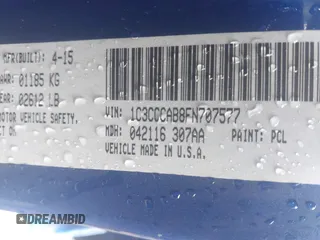 MFR(BUILT): 4-15
01185 KG
02612 LB
MOTOR VEHICLE SAFETY.
VIN: 1C3CCCAB8FN707577
MDH: 042116 307AA PAINT: PCL
VEHICLE MADE IN U.S.A.
DREAMBID